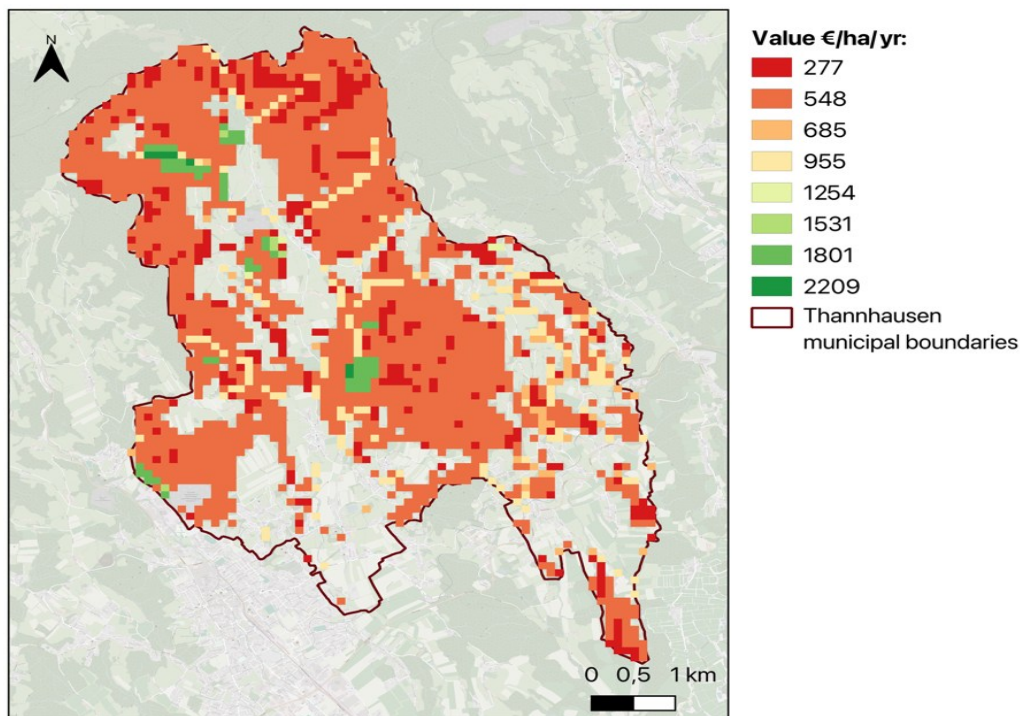 N
Value €/ha/yr:
277
548
685
955
1254
1531
1801
2209
Thannhausen
municipal boundaries
0 0,5 1 km